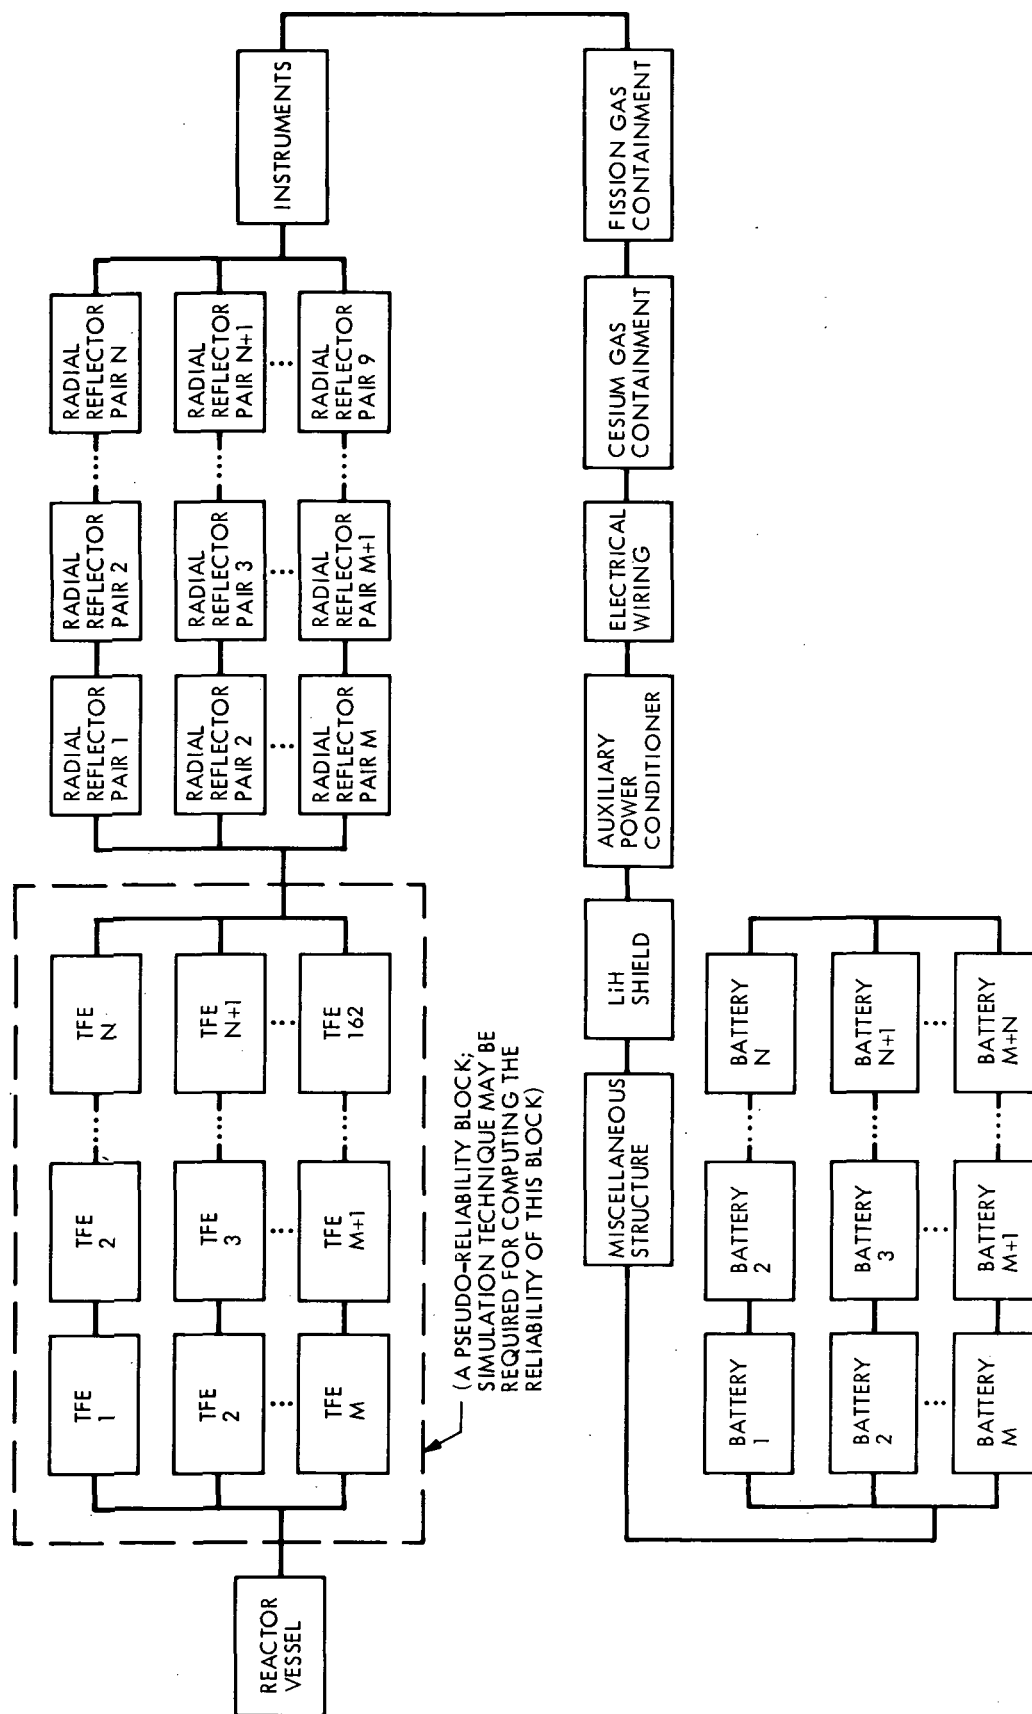 REACTOR
VESSEL
TFE
1
TFE
2
TFE
N
TFE
2
TFE
3
TFE
N+1
TFE
M
TFE
M+1
TFE
162
(A PSEUDO-RELIABILITY BLOCK;
SIMULATION TECHNIQUE MAY BE
REQUIRED FOR COMPUTING THE
RELIABILITY OF THIS BLOCK)
RADIAL
REFLECTOR
PAIR 1
RADIAL
REFLECTOR
PAIR 2
RADIAL
REFLECTOR
PAIR N
RADIAL
REFLECTOR
PAIR 2
RADIAL
REFLECTOR
PAIR 3
RADIAL
REFLECTOR
PAIR N+1
RADIAL
REFLECTOR
PAIR M
RADIAL
REFLECTOR
PAIR M+1
RADIAL
REFLECTOR
PAIR 9
INSTRUMENTS
MISCELLANEOUS
STRUCTURE
LiH
SHIELD
AUXILIARY
POWER
CONDITIONER
ELECTRICAL
WIRING
CESIUM GAS
CONTAINMENT
FISSION GAS
CONTAINMENT
BATTERY
1
BATTERY
2
BATTERY
N
BATTERY
2
BATTERY
3
BATTERY
N+1
BATTERY
M
BATTERY
M+1
BATTERY
M+N